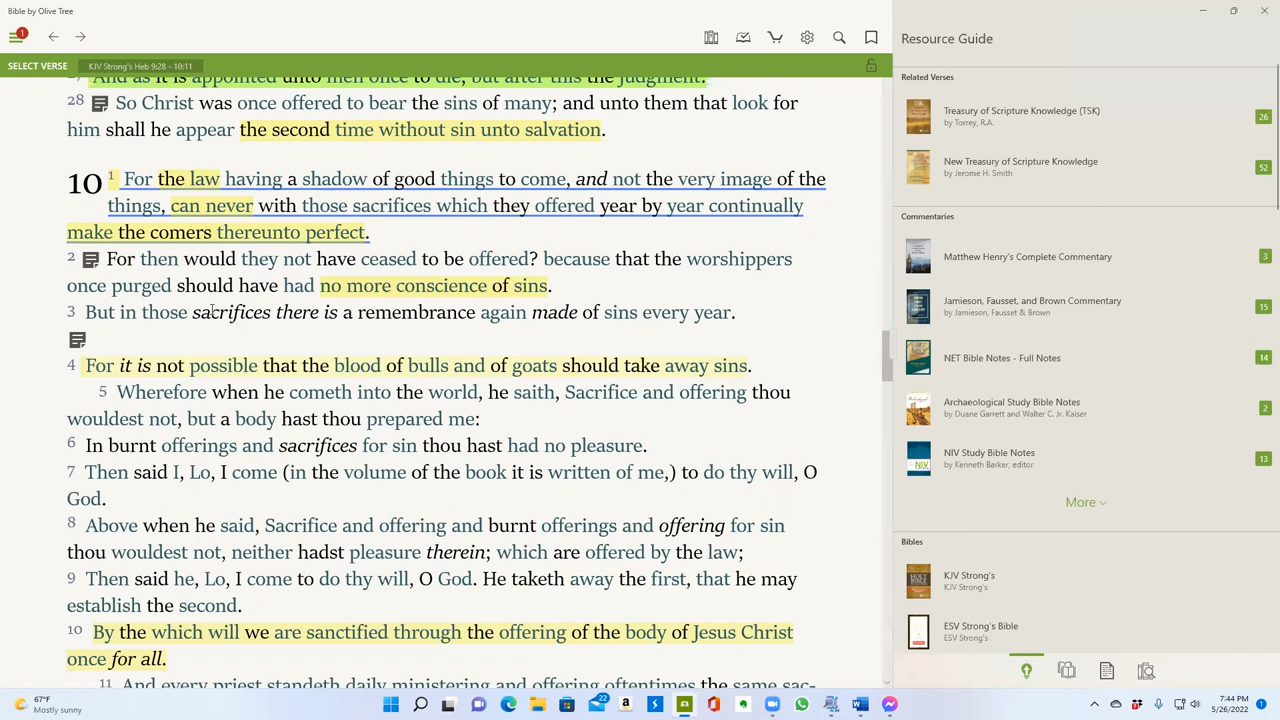 Bible by Olive Tree
1
SELECT VERSE KJV Strong's Heb 9:28 - 10:11
27 And as it is appointed unto men once to die, but after this the judgment:
28 So Christ was once offered to bear the sins of many; and unto them that look for
him shall he appear the second time without sin unto salvation.
10 1 For the law having a shadow of good things to come, and not the very image of the
things, can never with those sacrifices which they offered year by year continually
make the comers thereunto perfect.
2 For then would they not have ceased to be offered? because that the worshippers
once purged should have had no more conscience of sins.
3 But in those sacrifices there is a remembrance again made of sins every year.
4 For it is not possible that the blood of bulls and of goats should take away sins.
5 Wherefore when he cometh into the world, he saith, Sacrifice and offering thou
wouldest not, but a body hast thou prepared me:
6 In burnt offerings and sacrifices for sin thou hast had no pleasure.
7 Then said I, Lo, I come (in the volume of the book it is written of me,) to do thy will, O
God.
8 Above when he said, Sacrifice and offering and burnt offerings and offering for sin
thou wouldest not, neither hadst pleasure therein; which are offered by the law;
9 Then said he, Lo, I come to do thy will, O God. He taketh away the first, that he may
establish the second.
10 By the which will we are sanctified through the offering of the body of Jesus Christ
once for all.
11 And every priest standeth daily ministering and offering oftentimes the same sac-
Resource Guide
Related Verses
Treasury of Scripture Knowledge (TSK)
by Torrey, R.A.
26
New Treasury of Scripture Knowledge
by Jerome H. Smith
52
Commentaries
Matthew Henry's Complete Commentary
3
Jamieson, Fausset, and Brown Commentary
by Jamieson, Fausset & Brown
15
NET Bible Notes - Full Notes
14
Archaeological Study Bible Notes
by Duane Garrett and Walter C. Jr. Kaiser
2
NIV Study Bible Notes
by Kenneth Barker, editor
13
More
Bibles
KJV Strong's
KJV Strong's
ESV Strong's Bible
ESV Strong's
67°F
Mostly sunny
22
7:44 PM
5/26/2022
1